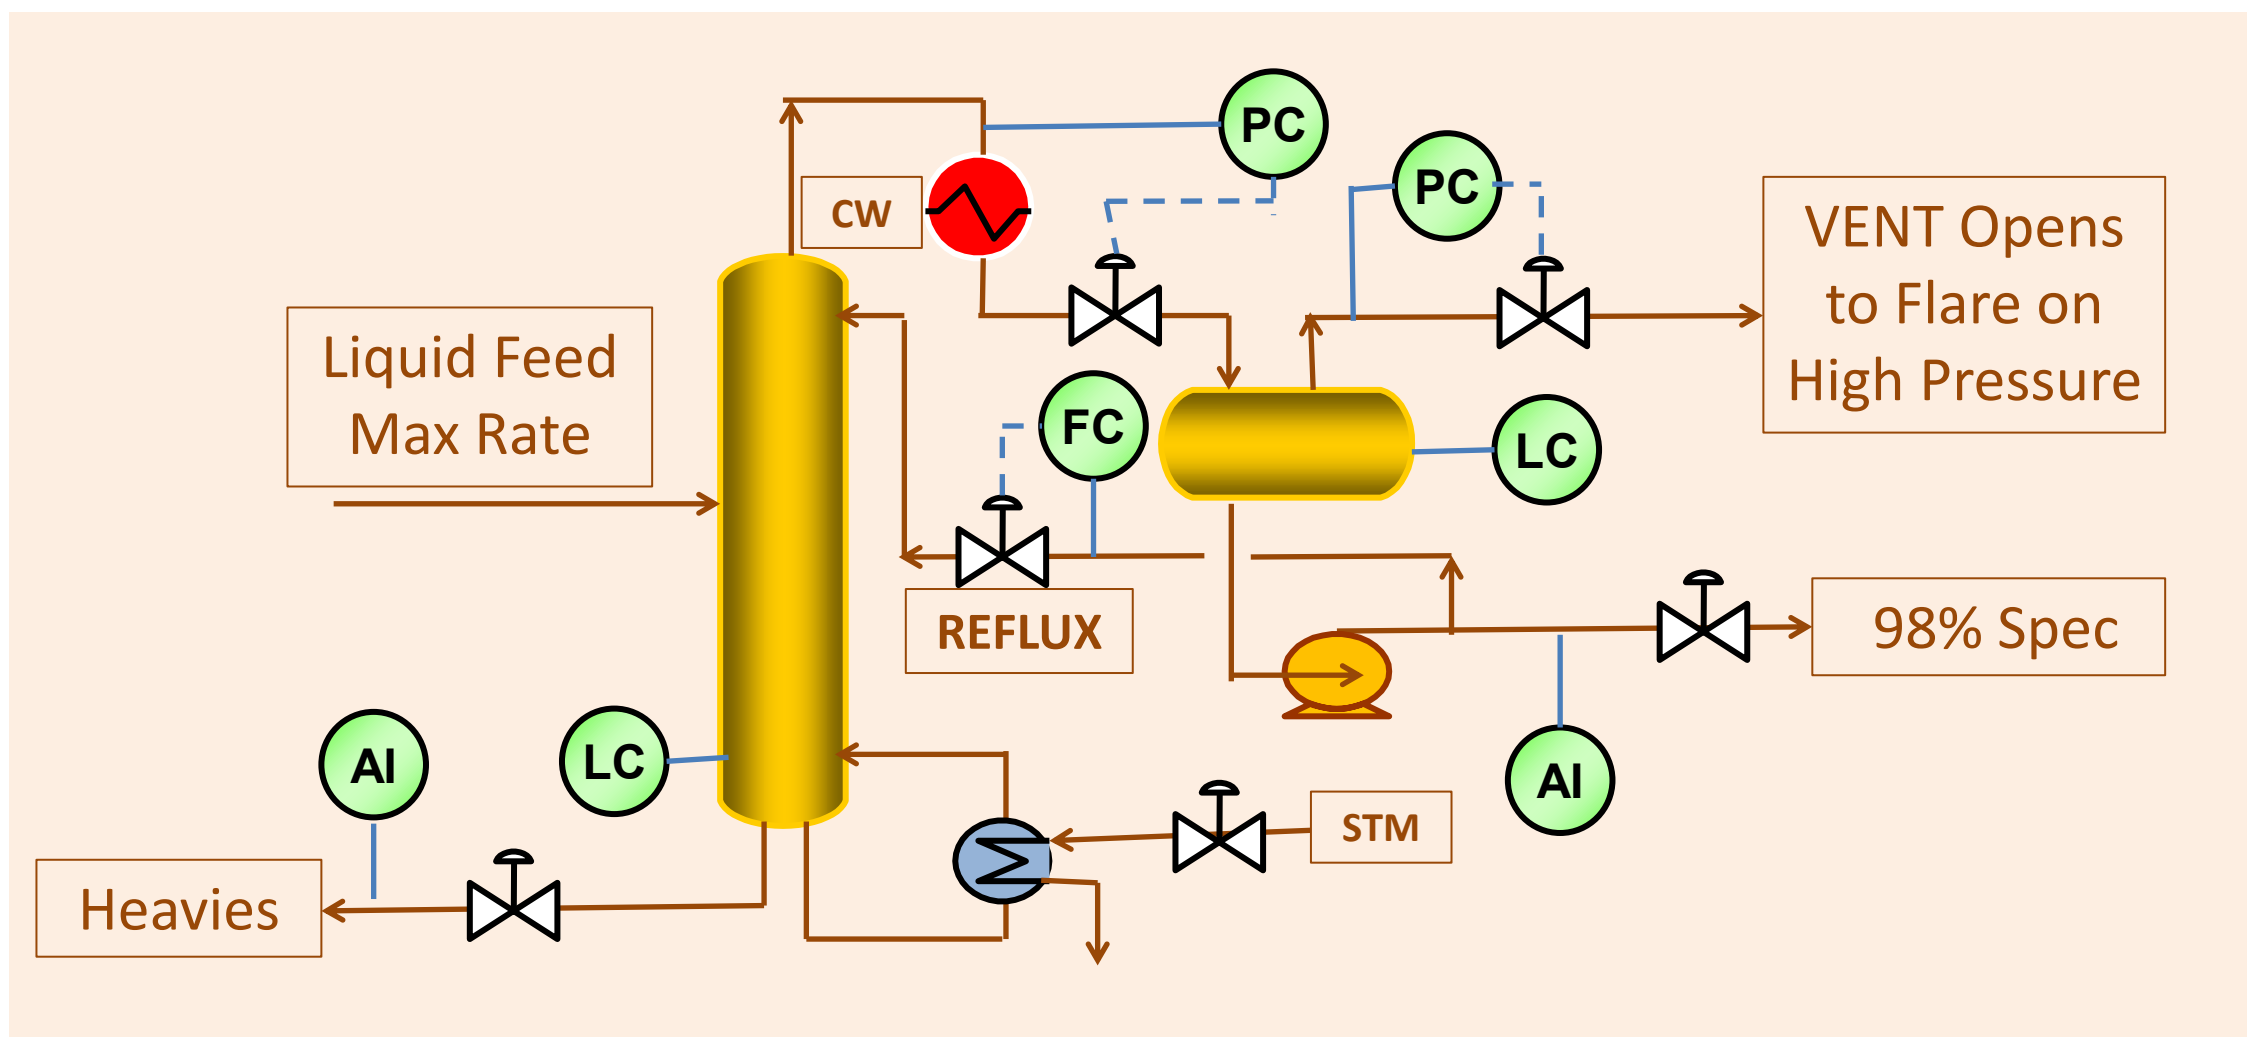 PC
PC
CW
VENT Opens
to Flare on
High Pressure
Liquid Feed
Max Rate
FC
LC
REFLUX
98% Spec
AI
LC
AI
STM
Heavies